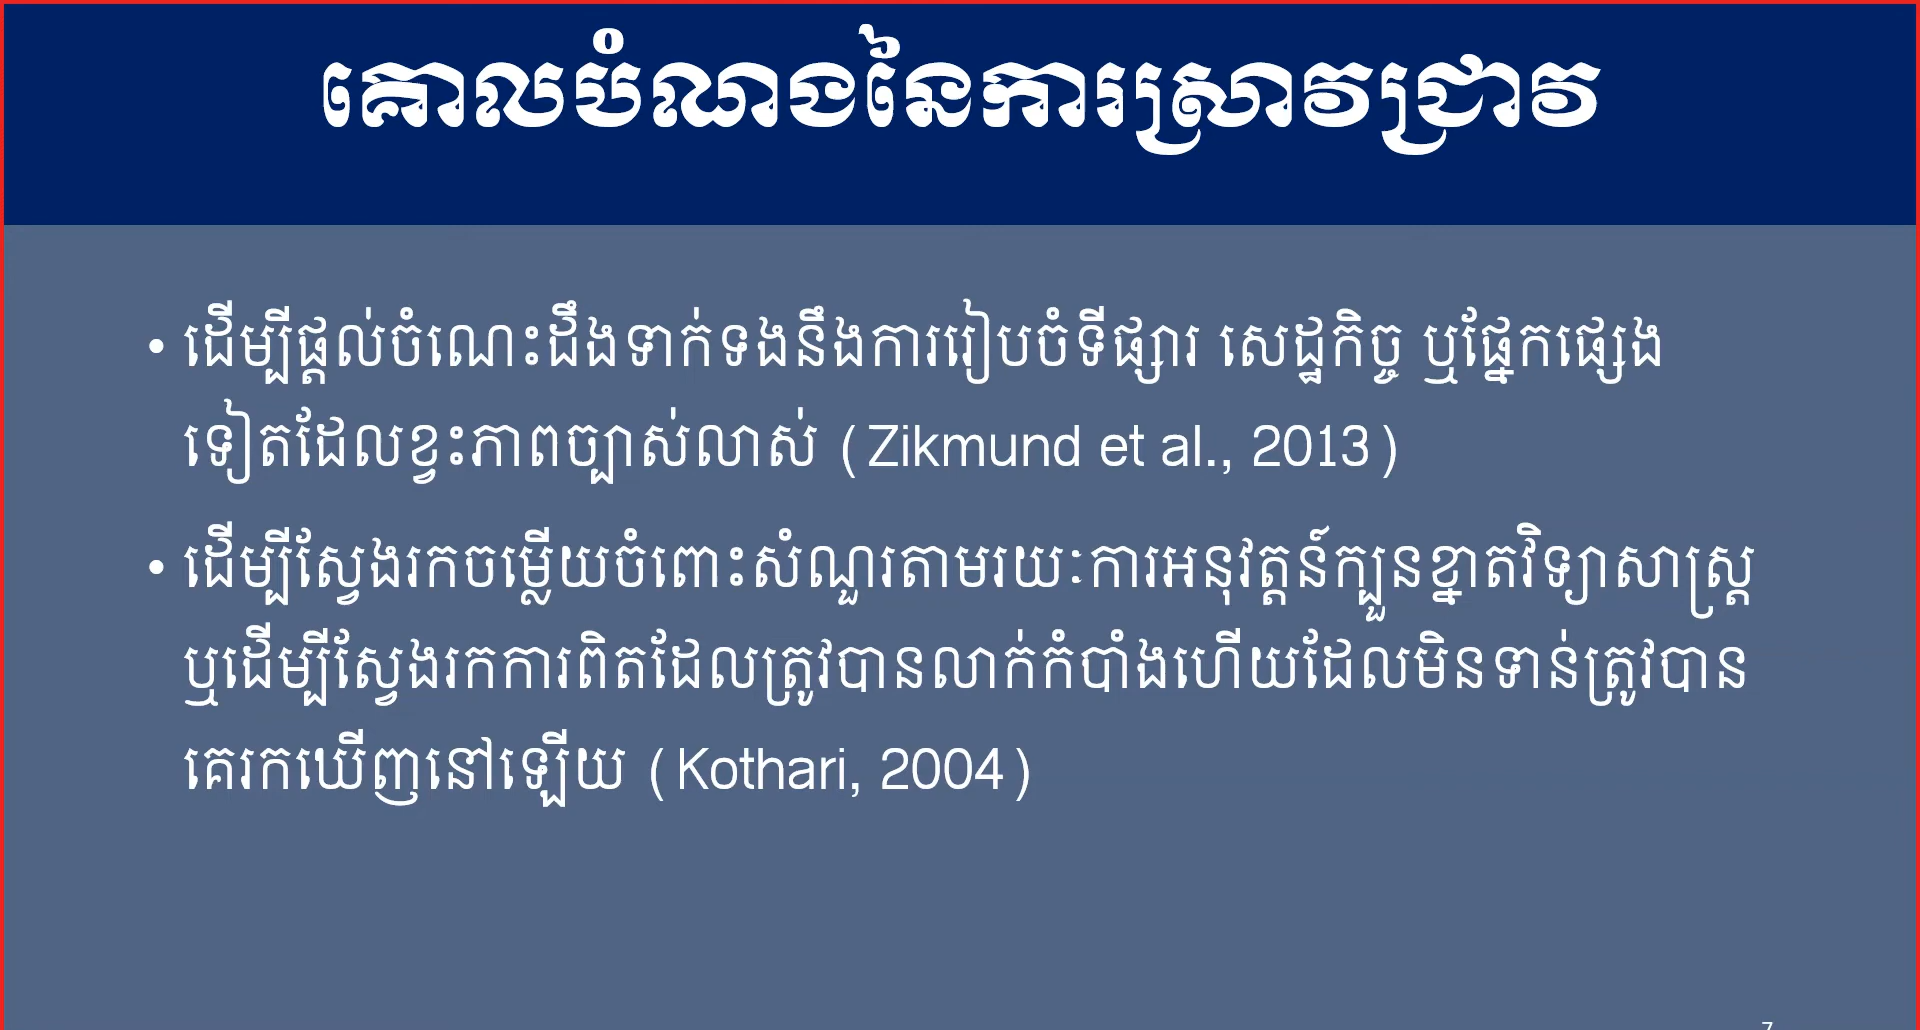 គោលបំណងនៃការស្រាវជ្រាវ
• ដើម្បីផ្តល់ចំណេះដឹងទាក់ទងនឹងការរៀបចំទីផ្សារ សេដ្ឋកិច្ច ឬផ្នែកផ្សេង
ទៀតដែលខ្វះភាពច្បាស់លាស់ (Zikmund et al., 2013)
• ដើម្បីស្វែងរកចម្លើយចំពោះសំណួរតាមរយៈការអនុវត្តន៍ក្បួនខ្នាតវិទ្យាសាស្ត្រ
ឬដើម្បីស្វែងរកការពិតដែលត្រូវបានលាក់កំបាំងហើយដែលមិនទាន់ត្រូវបាន
គេរកឃើញនៅឡើយ (Kothari, 2004)
7